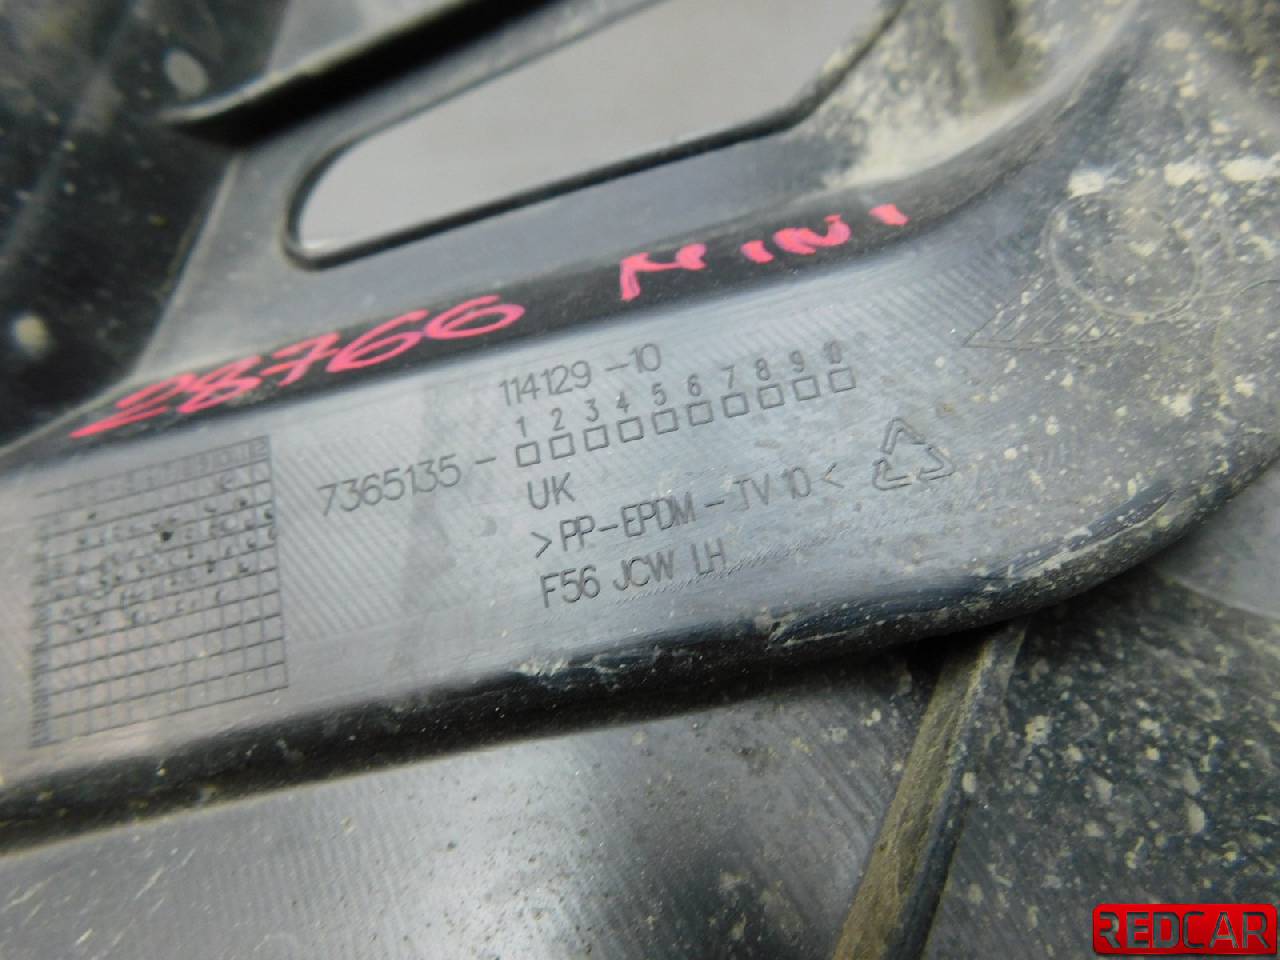 28766 MINI
114129-10
1 2 3 4 5 6 7 8 9 10
7365135-
UK
>PP-EPDM-TV10<
F56 JCW LH
REDCAR